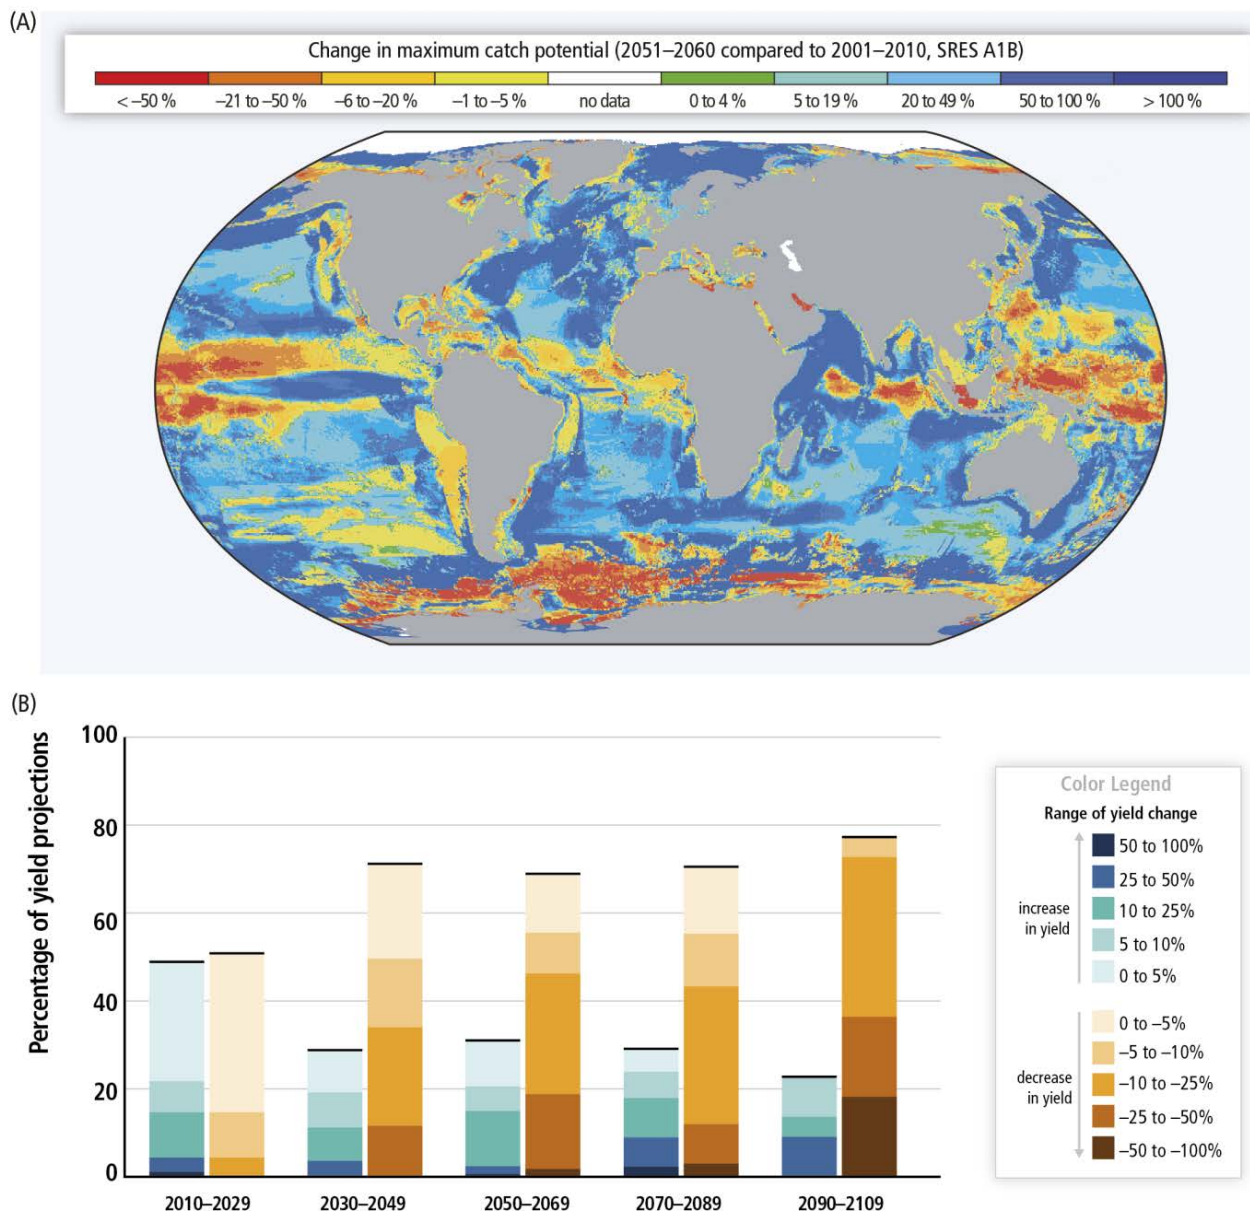 (A)
Change in maximum catch potential (2051–2060 compared to 2001–2010, SRES A1B)
< –50 % –21 to –50 % –6 to –20 % –1 to –5 % no data 0 to 4 % 5 to 19 % 20 to 49 % 50 to 100 % > 100 %
(B)
Percentage of yield projections
100
80
60
40
20
0
2010–2029 2030–2049 2050–2069 2070–2089 2090–2109
Color Legend
Range of yield change
increase
in yield
50 to 100%
25 to 50%
10 to 25%
5 to 10%
0 to 5%
decrease
in yield
0 to –5%
–5 to –10%
–10 to –25%
–25 to –50%
–50 to –100%